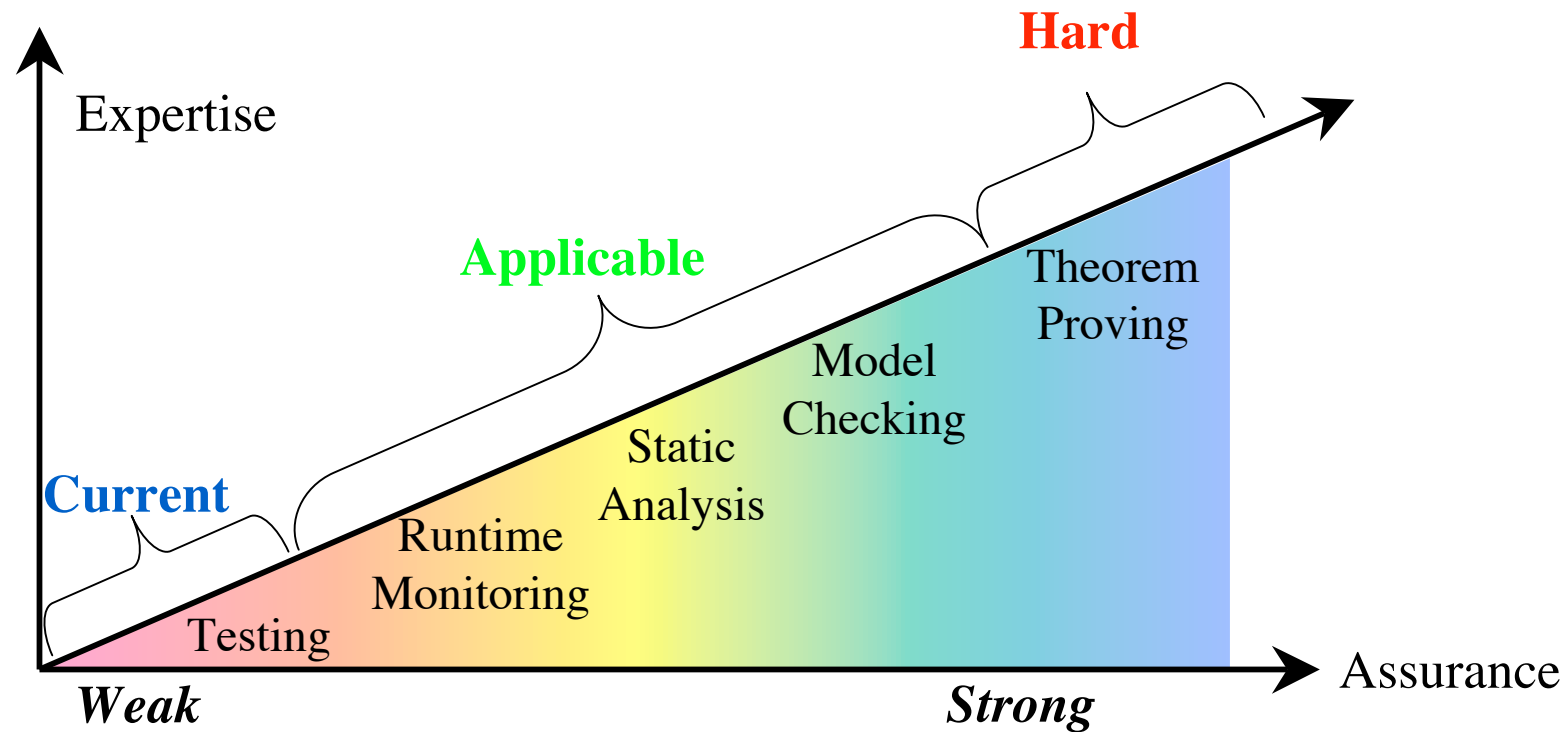 Hard
Expertise
Applicable
Theorem
Proving
Model
Checking
Static
Analysis
Current
Runtime
Monitoring
Testing
Assurance
Weak
Strong